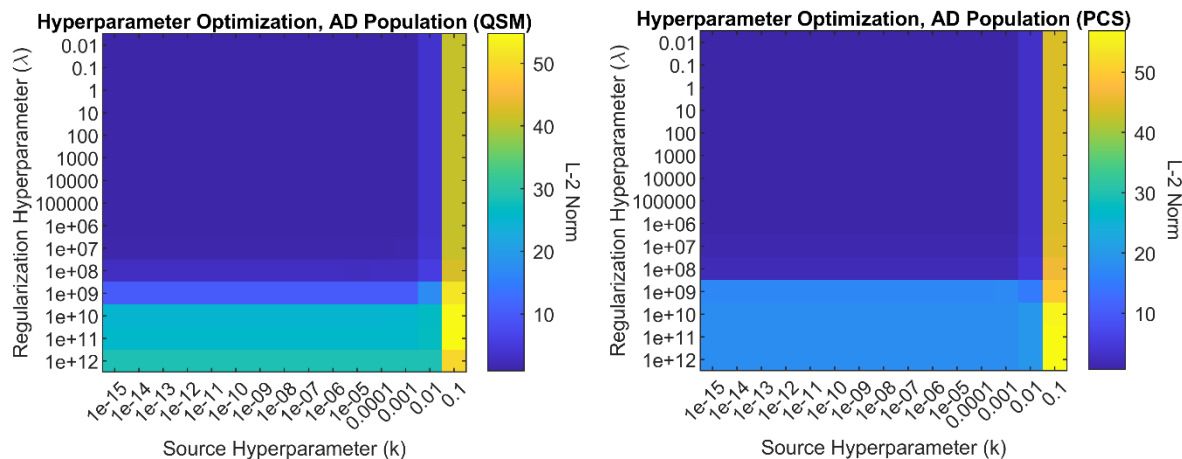 Hyperparameter Optimization, AD Population (QSM)
Regularization Hyperparameter (λ)
0.01
0.1
1
10
100
1000
10000
100000
1e+06
1e+07
1e+08
1e+09
1e+10
1e+11
1e+12
1e-15
1e-14
1e-13
1e-12
1e-11
1e-10
1e-09
1e-08
1e-07
1e-06
1e-05
0.0001
0.001
0.01
0.1
Source Hyperparameter (k)
50
40
30
20
10
L-2 Norm
Hyperparameter Optimization, AD Population (PCS)
Regularization Hyperparameter (λ)
0.01
0.1
1
10
100
1000
10000
100000
1e+06
1e+07
1e+08
1e+09
1e+10
1e+11
1e+12
1e-15
1e-14
1e-13
1e-12
1e-11
1e-10
1e-09
1e-08
1e-07
1e-06
1e-05
0.0001
0.001
0.01
0.1
Source Hyperparameter (k)
50
40
30
20
10
L-2 Norm